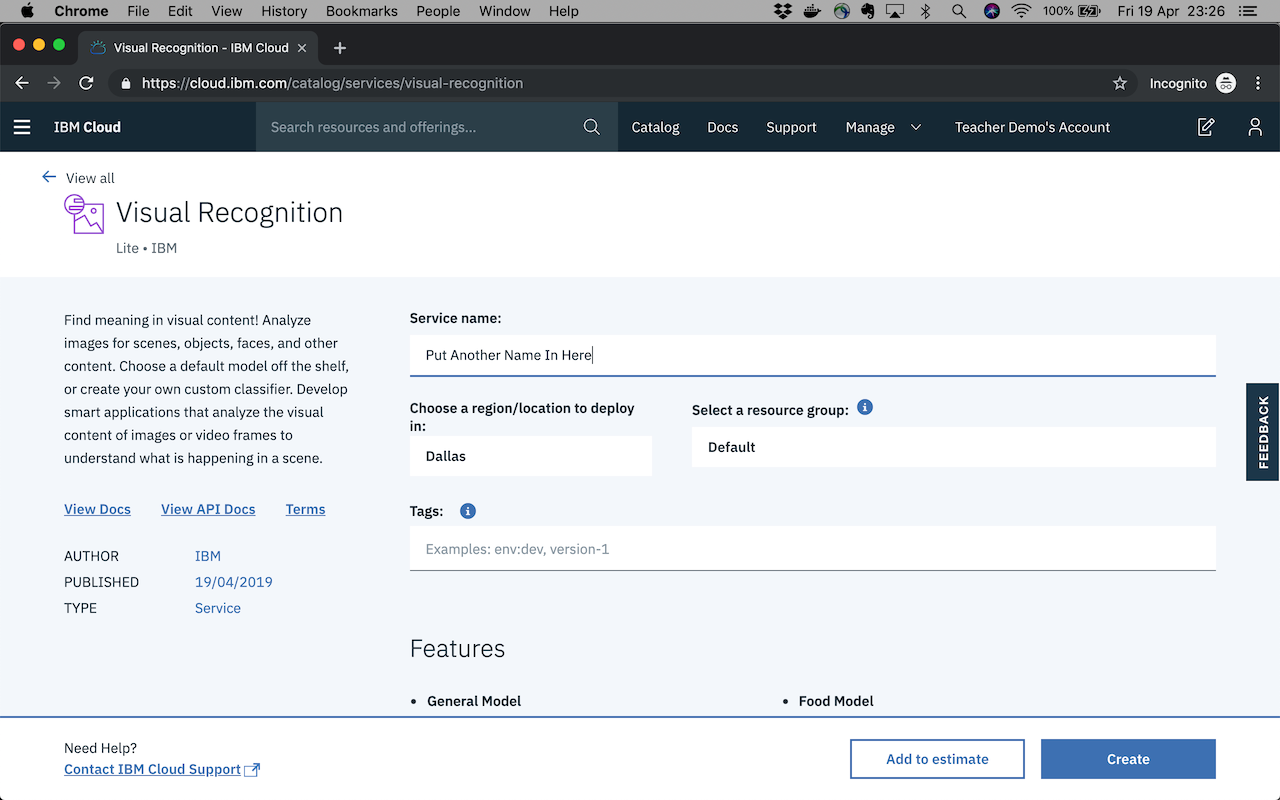 Chrome File Edit View History Bookmarks People Window Help 100% Fri 19 Apr 23:26
Visual Recognition - IBM Cloud
https://cloud.ibm.com/catalog/services/visual-recognition Incognito
IBM Cloud Search resources and offerings... Catalog Docs Support Manage Teacher Demo's Account
View all
Visual Recognition
Lite • IBM
Find meaning in visual content! Analyze
images for scenes, objects, faces, and other
content. Choose a default model off the shelf,
or create your own custom classifier. Develop
smart applications that analyze the visual
content of images or video frames to
understand what is happening in a scene.
View Docs View API Docs Terms
AUTHOR IBM
PUBLISHED 19/04/2019
TYPE Service
Service name:
Put Another Name In Here
Choose a region/location to deploy
in:
Dallas
Select a resource group:
Default
Tags:
Examples: env:dev, version-1
Features
• General Model
• Food Model
FEEDBACK
Need Help?
Contact IBM Cloud Support
Add to estimate
Create